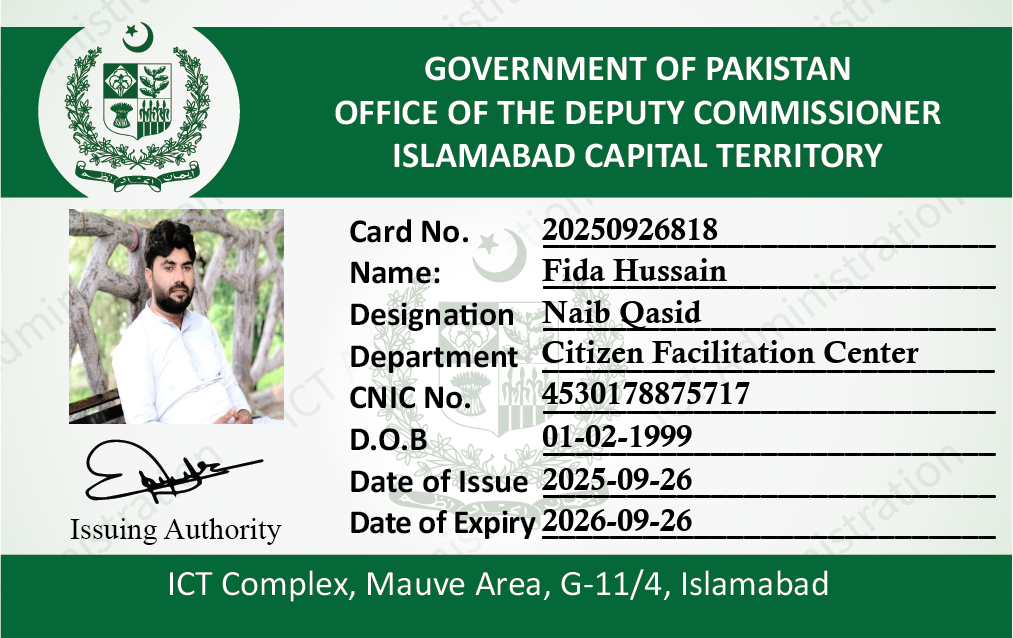 GOVERNMENT OF PAKISTAN
OFFICE OF THE DEPUTY COMMISSIONER
ISLAMABAD CAPITAL TERRITORY
Card No. 20250926818
Name: Fida Hussain
Designation Naib Qasid
Department Citizen Facilitation Center
CNIC No. 4530178875717
D.O.B 01-02-1999
Date of Issue 2025-09-26
Date of Expiry 2026-09-26
Issuing Authority
ICT Complex, Mauve Area, G-11/4, Islamabad